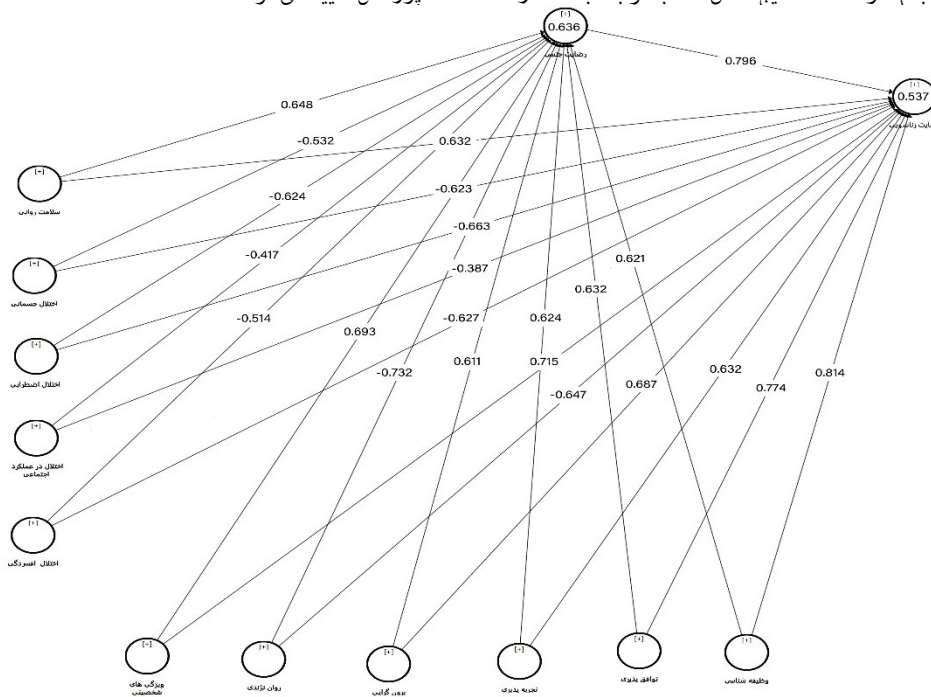 [+]
0.636
رضایت جنسی
0.796
[+]
0.537
0.648
-0.532
0.632
[+]
سلامت روانی
-0.624
-0.623
-0.663
-0.417
-0.387
0.621
[+]
اختلال جسمانی
0.632
-0.514
-0.627
0.624
0.693
[+]
اختلال اضطرابی
0.611
0.715
-0.732
0.632
0.814
-0.647
0.687
0.774
[+]
اختلال در عملکرد
اجتماعی
[+]
اختلال افسردگی
[+]
ویژگی های
شخصیتی
[+]
روان نژندی
[+]
برون گرایی
[+]
تجربه پذیری
[+]
توافق پذیری
[+]
وظیفه شناسی